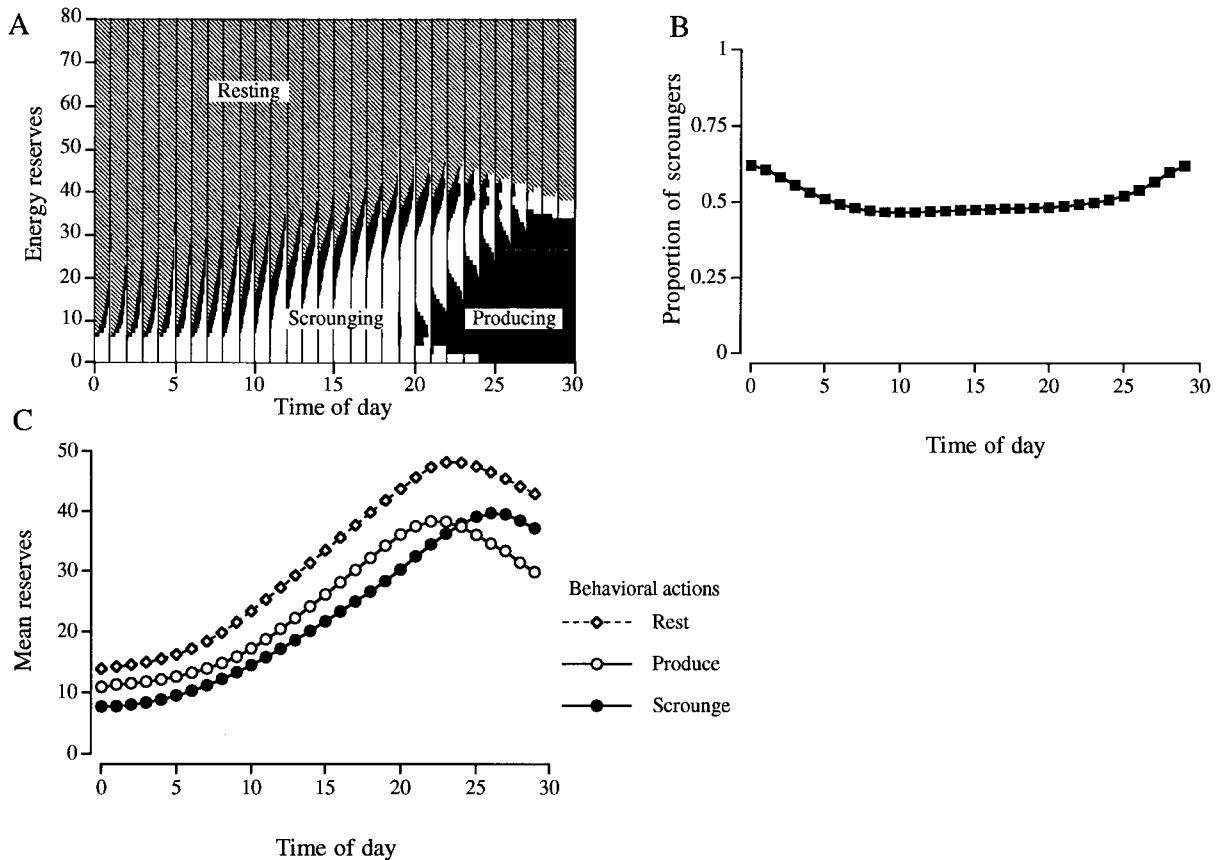 A
Energy reserves
80
70
60
50
40
30
20
10
0
Resting
Scrounging
Producing
0 5 10 15 20 25 30
Time of day
B
Proportion of scroungers
1
0.75
0.5
0.25
0
0 5 10 15 20 25 30
Time of day
C
Mean reserves
50
40
30
20
10
0
0 5 10 15 20 25 30
Time of day
Behavioral actions
Rest
Produce
Scrounge